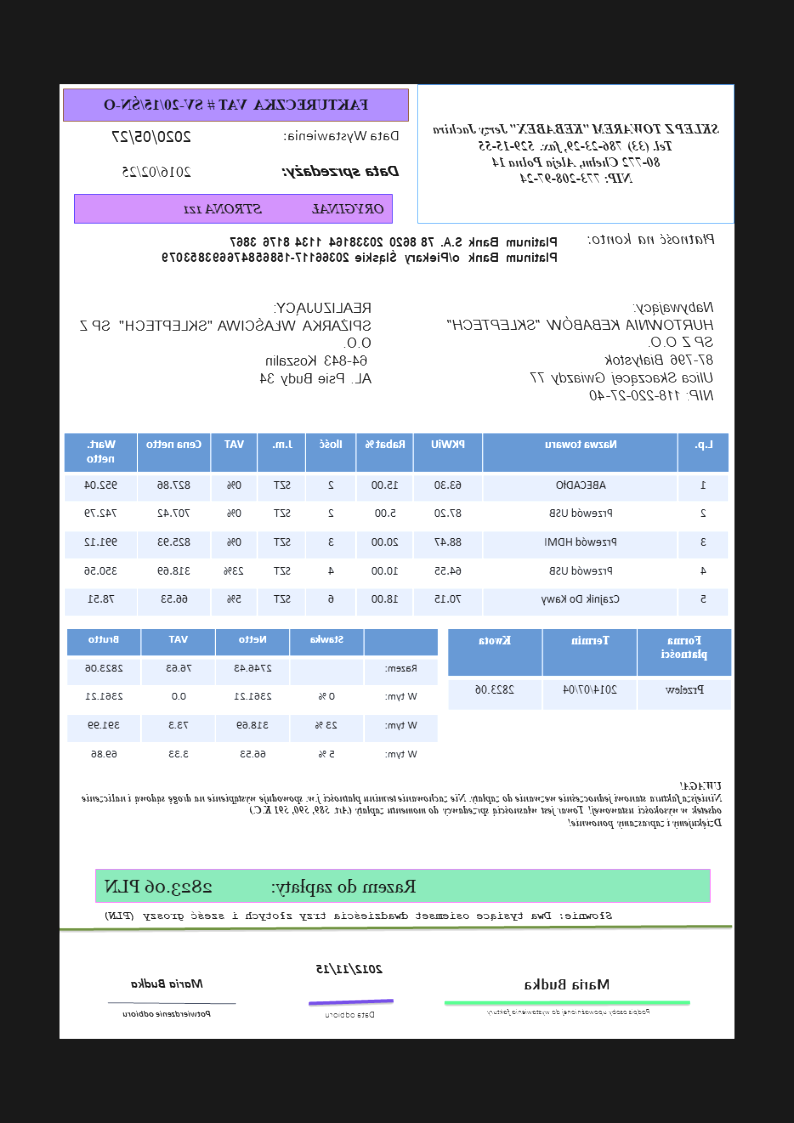 SKLEP Z TOWAREM "KEBABEX" Jerzy Jachira
Tel. (33) 786-23-29, fax. 529-15-55
80-772 Chełm, Aleja Polna 14
NIP: 773-208-97-24
FAKTURECZKA VAT # SV-20/15/ŚN-O
Data Wystawienia: 2020/05/27
Data sprzedaży: 2016/02/25
ORYGINAŁ STRONA 121
Płatność na konto: Platinum Bank S.A. 78 8620 20338164 1134 8176 3867
Platinum Bank O/Piekary Śląskie 20366117-158658476693853079
Nabywający:
HURTOWNIA KEBABÓW "SKLEPTECH"
SP Z O.O.
87-796 Białystok
Ulica Skaczącej Gwiazdy 77
NIP: 118-220-27-40
REALIZUJĄCY:
SPIŻARKA WŁAŚCIWA "SKLEPTECH" SP Z
O.O.
64-843 Koszalin
AL. Psie Budy 34
L.p. Nazwa towaru PKWiU Rabat % Ilość J.m. VAT Cena netto Wart. netto
1 ABECADŁO 63.30 15.00 2 SZT 0% 827.86 952.04
2 Przewód USB 87.20 5.00 2 SZT 0% 707.42 742.79
3 Przewód HDMI 88.47 20.00 3 SZT 0% 825.93 991.12
4 Przewód USB 64.55 10.00 4 SZT 23% 318.69 350.56
5 Czajnik Do Kawy 70.15 18.00 6 SZT 5% 66.53 78.51
Forma płatności Termin Kwota
Przelew 2014/07/04 2823.06
Stawka Netto VAT Brutto
Razem: 2746.43 76.63 2823.06
W tym: 0 % 2361.21 0.0 2361.21
W tym: 23 % 318.69 73.3 391.99
W tym: 5 % 66.53 3.33 69.86
UWAGA!
Niniejsza faktura stanowi jednocześnie wezwanie do zapłaty. Nie zachowanie terminu płatności j.w. spowoduje wystąpienie na drogę sądową i naliczenie
odsetek w wysokości ustawowej! Towar jest własnością sprzedawcy do momentu zapłaty (Art. 589, 590, 591 K.C.)
Dziękujemy i zapraszamy ponownie!
Razem do zapłaty: 2823.06 PLN
Słownie: Dwa tysiące osiemset dwadzieścia trzy złotych i sześć groszy (PLN)
Maria Budka
Podpis osoby upoważnionej do wystawienia faktury
2012/11/15
Data odbioru
Maria Budka
Potwierdzenie odbioru